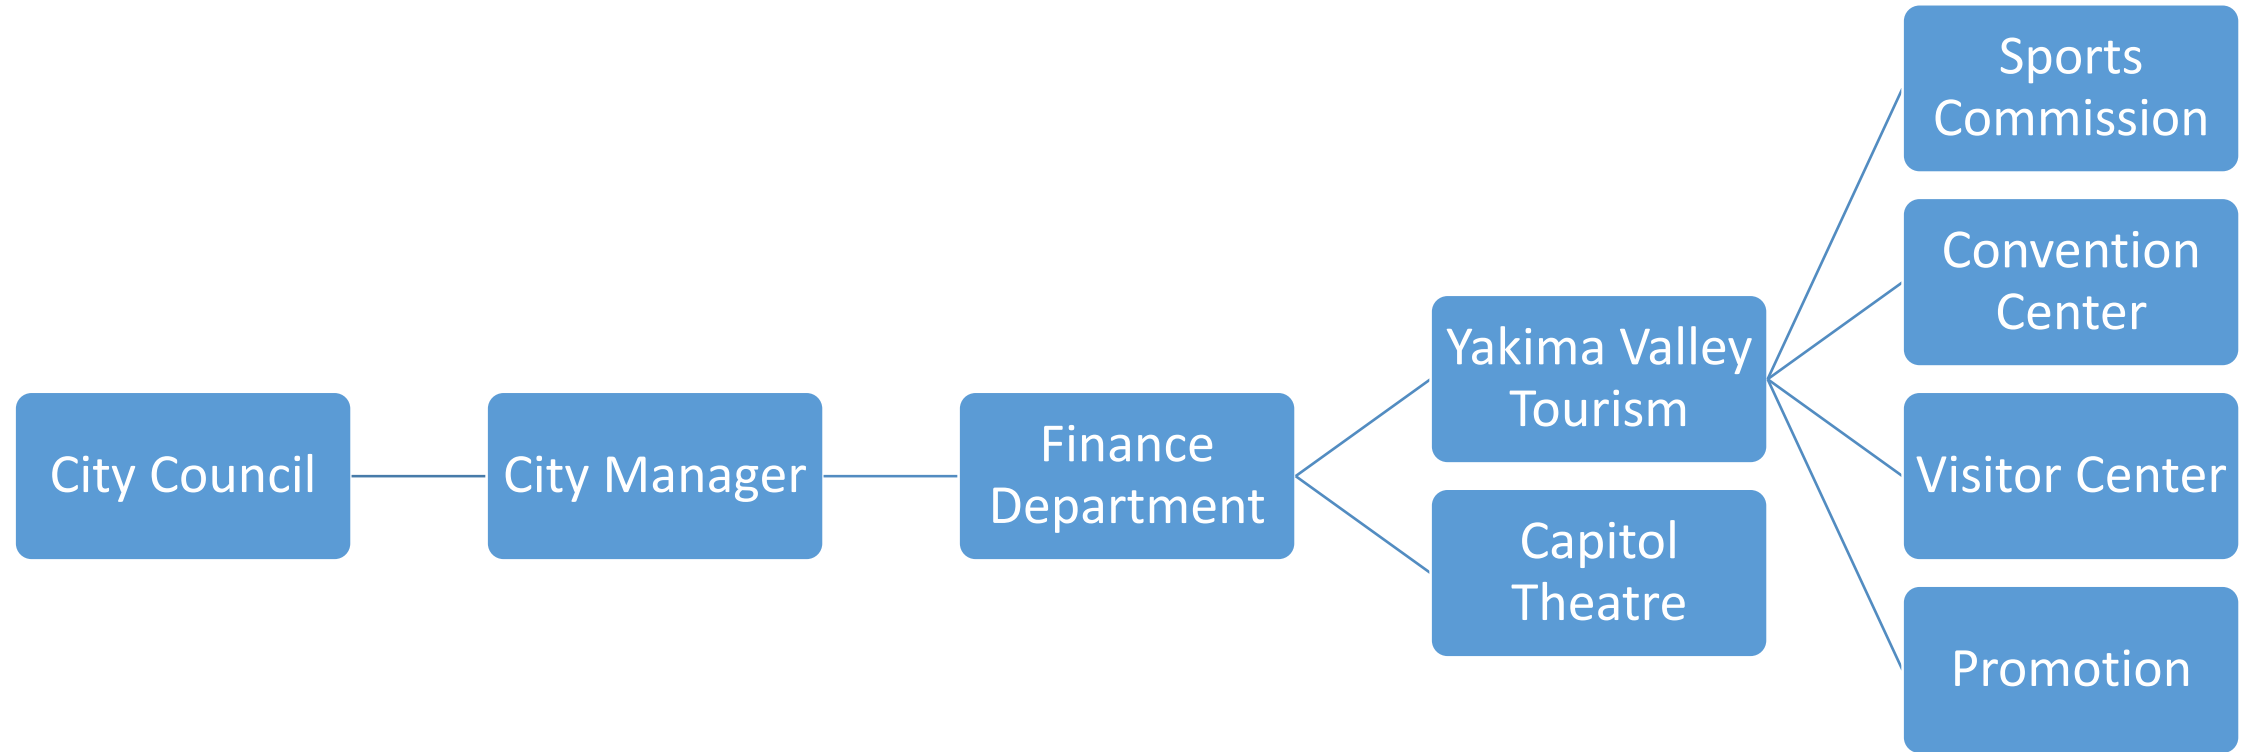 City Council
City Manager
Finance
Department
Yakima Valley
Tourism
Capitol
Theatre
Sports
Commission
Convention
Center
Visitor Center
Promotion